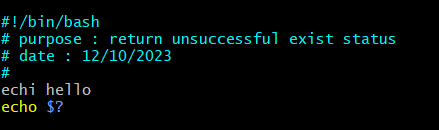 #!/bin/bash
# purpose : return unsuccessful exist status
# date : 12/10/2023
#
echi hello
echo $?